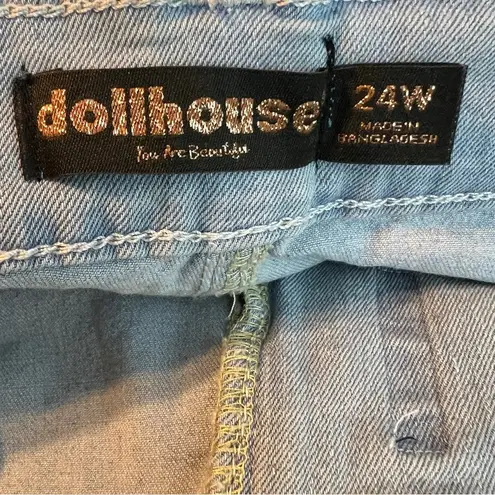 dollhouse
You Are Beautiful
24W
MADE IN
BANGLADESH